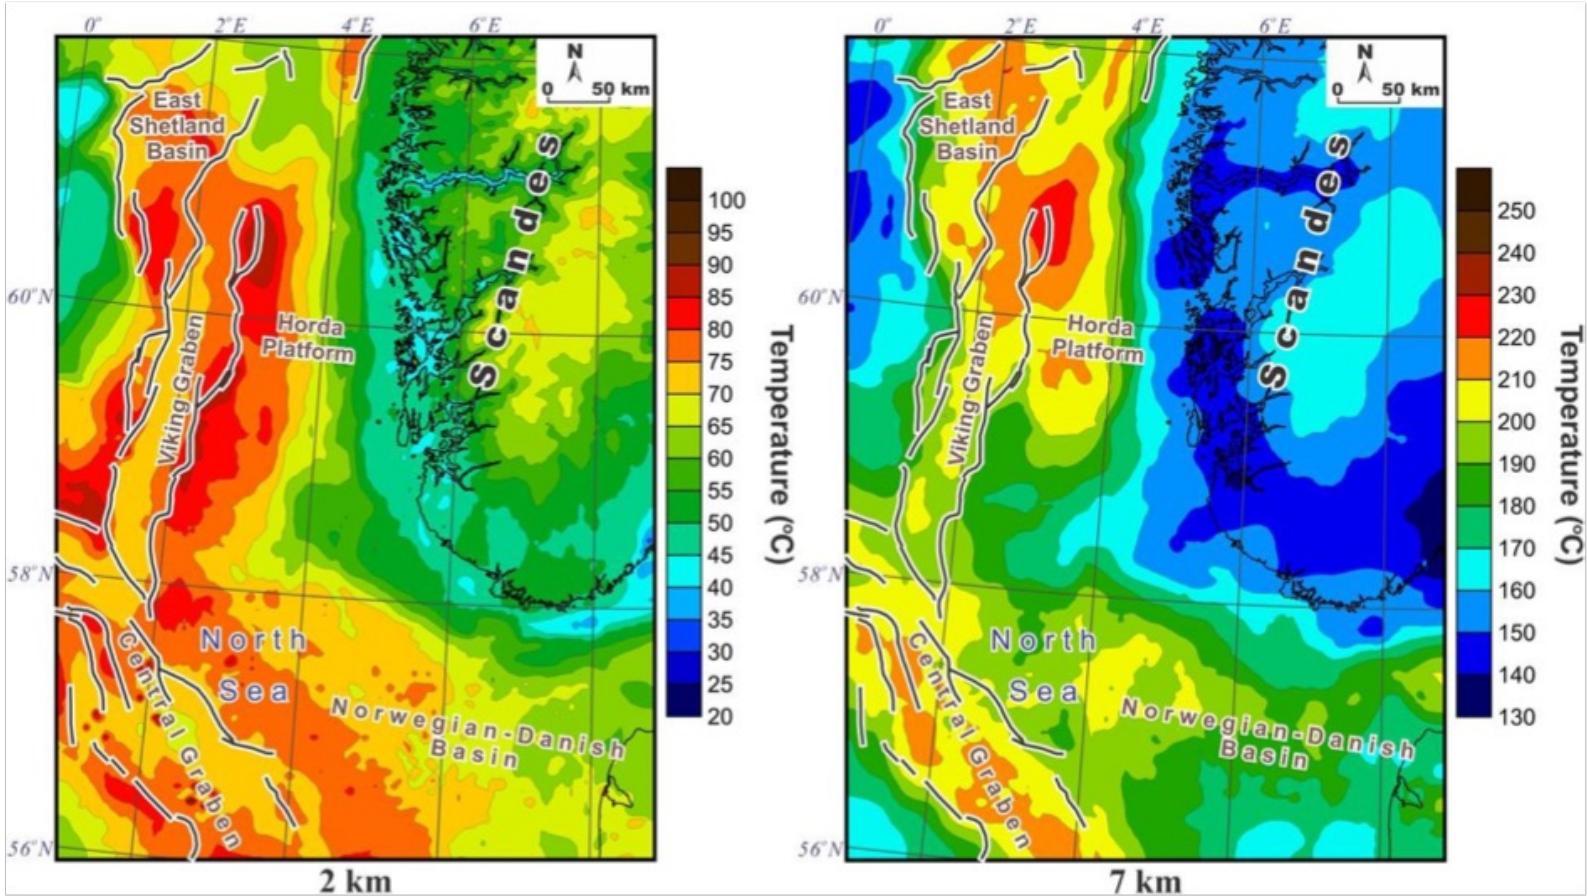 0° 2°E 4°E 6°E
N
0 50 km
East
Shetland
Basin
Scandes
60°N
Horda
Platform
Viking Graben
58°N
North
Sea
Central Graben
Norwegian-Danish
Basin
56°N
2 km
100
95
90
85
80
75
70
65
60
55
50
45
40
35
30
25
20
Temperature (°C)
0° 2°E 4°E 6°E
N
0 50 km
East
Shetland
Basin
Scandes
60°N
Horda
Platform
Viking Graben
58°N
North
Sea
Central Graben
Norwegian-Danish
Basin
56°N
7 km
250
240
230
220
210
200
190
180
170
160
150
140
130
Temperature (°C)